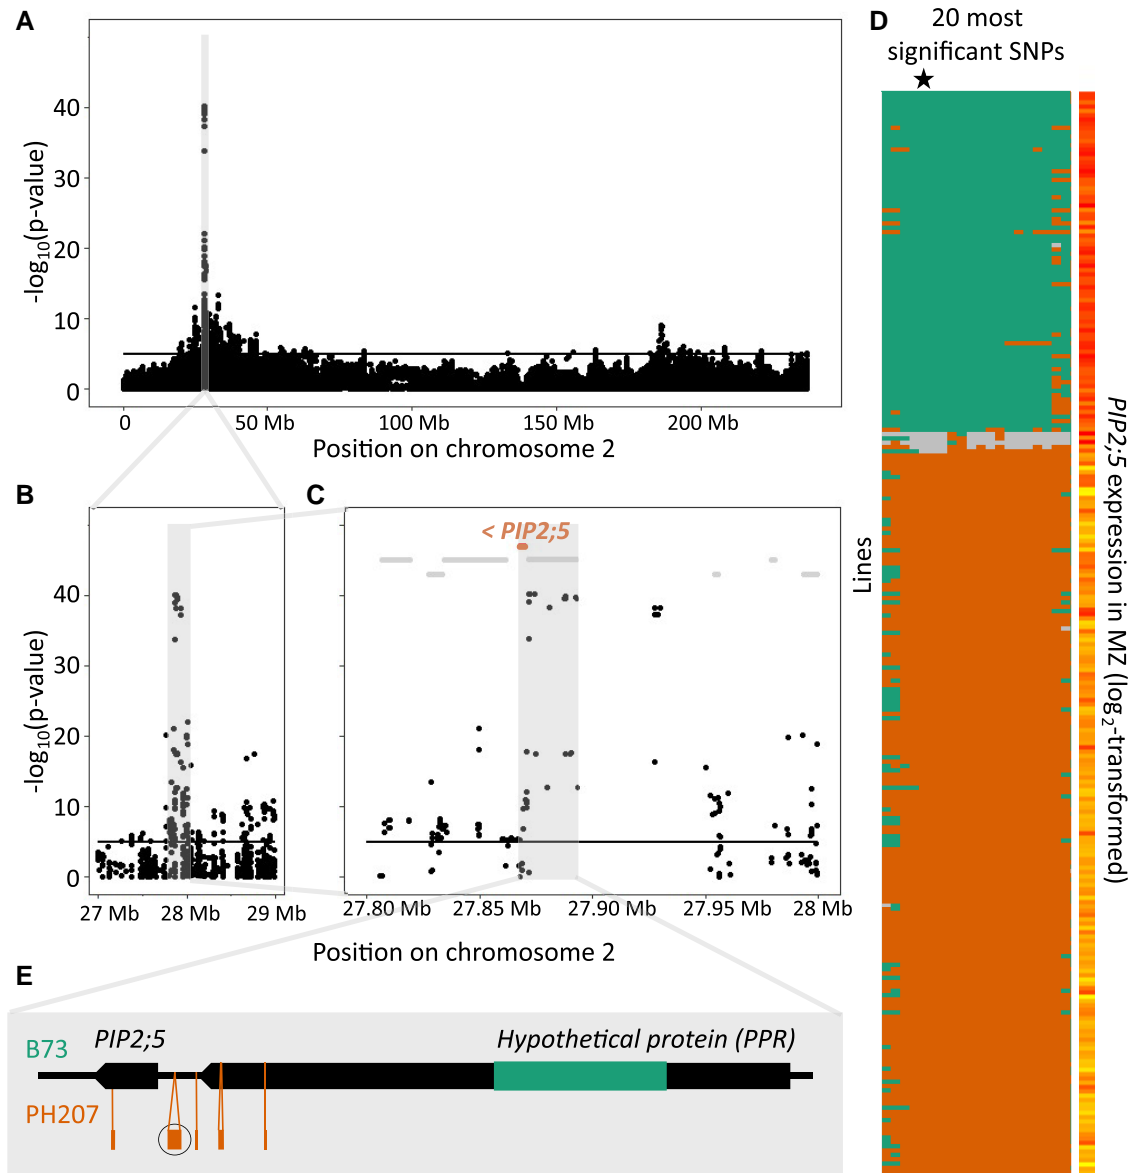 A
-log10(p-value)
40
30
20
10
0
0 50 Mb 100 Mb 150 Mb 200 Mb
Position on chromosome 2
D
20 most
significant SNPs
★
Lines
PIP2;5 expression in MZ (log2-transformed)
B
C
< PIP2;5
-log10(p-value)
40
30
20
10
0
27 Mb 28 Mb 29 Mb
27.80 Mb 27.85 Mb 27.90 Mb 27.95 Mb 28 Mb
Position on chromosome 2
E
PIP2;5
Hypothetical protein (PPR)
B73
PH207